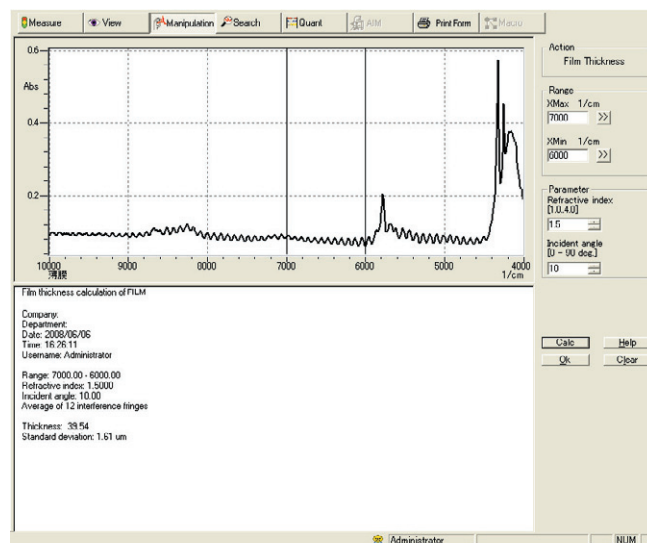 Measure View Manipulation Search Quant AIM Print Form Macro
Action
Film Thickness
Range
XMax 1/cm
7000 >>
XMin 1/cm
6000 >>
Parameter
Refractive index
[1.0..4.0]
1.5
Incident angle
[0 - 90 deg.]
10
Calc Help
Ok Clear
0.6
Abs
0.4
0.2
10000 9000 8000 7000 6000 5000 4000
薄膜 1/cm
Film thickness calculation of FILM
Company:
Department:
Date: 2008/06/06
Time: 16:26:11
Username: Administrator
Range: 7000.00 - 6000.00
Refractive index: 1.5000
Incident angle: 10.00
Average of 12 interference fringes
Thickness: 39.54
Standard deviation: 1.61 um
Administrator NUM